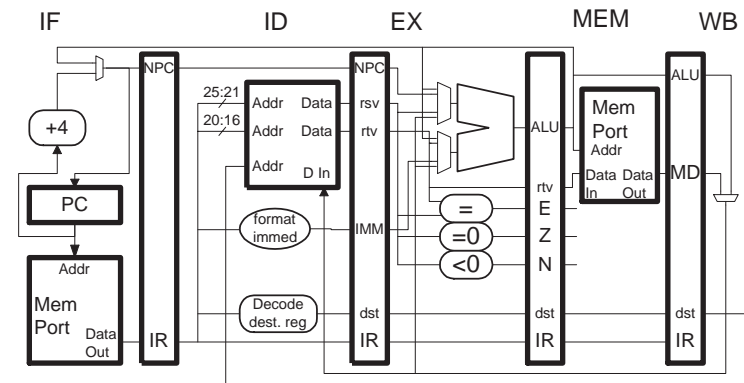 IF ID EX MEM WB
NPC NPC ALU
25:21 Addr Data rsv
20:16 Addr Data rtv
+4
Mem
Port
ALU
Addr
Addr
D In
rtv
Data
In
Data
Out
MD
PC
=
E
format
immed
IMM
=0
Z
<0
N
Addr
Mem
Port
Data
Out
Decode
dest. reg
dst dst dst
IR IR IR IR